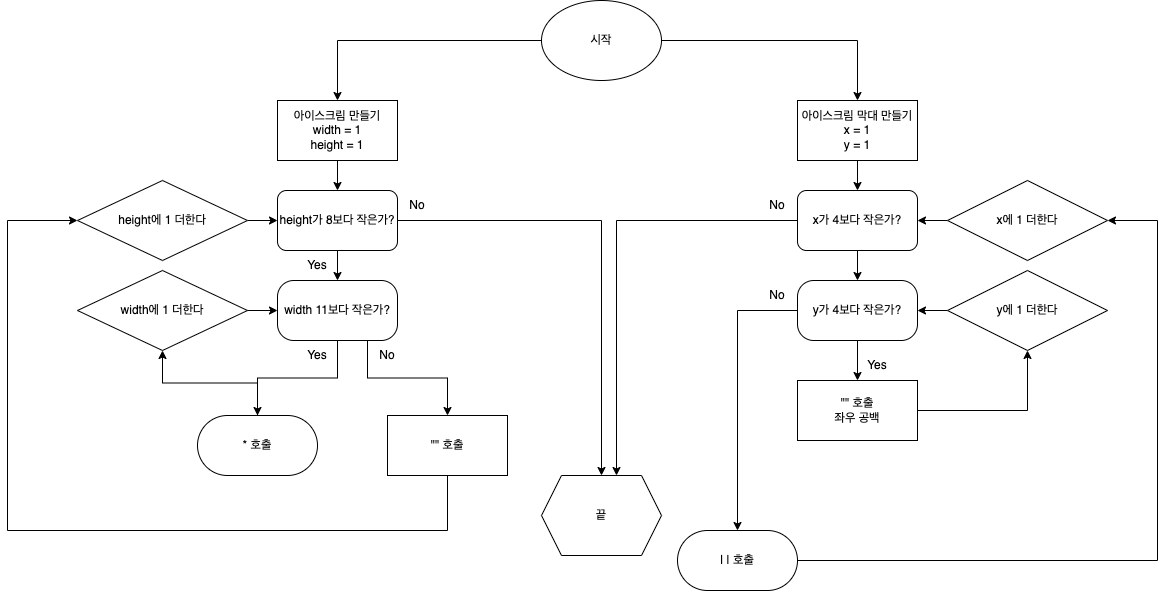 시작
아이스크림 만들기
width = 1
height = 1
아이스크림 막대 만들기
x = 1
y = 1
height에 1 더한다
height가 8보다 작은가?
No
No
x가 4보다 작은가?
x에 1 더한다
Yes
width에 1 더한다
width 11보다 작은가?
No
y가 4보다 작은가?
y에 1 더한다
Yes
No
Yes
"" 호출
좌우 공백
* 호출
"" 호출
끝
I I 호출